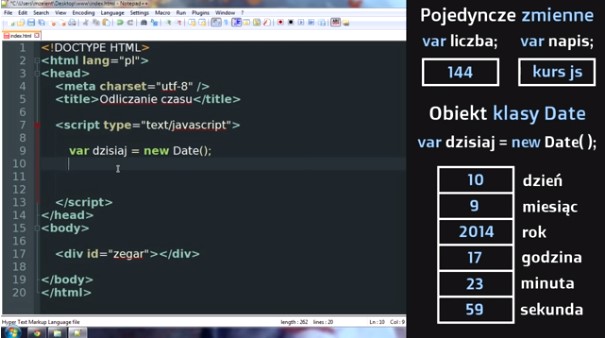 *C:\Users\morent\Desktop\www\index.html - Notepad++
File Edit Search View Encoding Language Settings Macro Run Plugins Window ?
index.html
1 <!DOCTYPE HTML>
2 <html lang="pl">
3 <head>
4 <meta charset="utf-8" />
5 <title>Odliczanie czasu</title>
6
7 <script type="text/javascript">
8
9 var dzisiaj = new Date();
10
11
12
13 </script>
14 </head>
15 <body>
16
17 <div id="zegar"></div>
18
19 </body>
20 </html>
Hyper Text Markup Language file length : 262 lines : 20 Ln : 10 Col : 9
Pojedyncze zmienne
var liczba; var napis;
144 kurs js
Obiekt klasy Date
var dzisiaj = new Date( );
10 dzień
9 miesiąc
2014 rok
17 godzina
23 minuta
59 sekunda